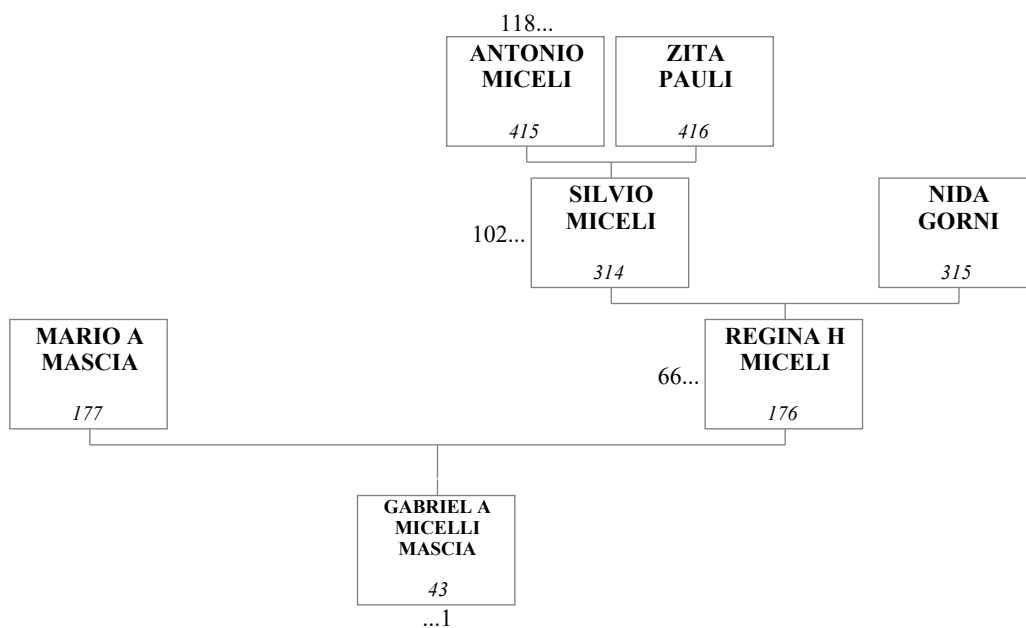 118...
ANTONIO
MICELI
415
ZITA
PAULI
416
102...
SILVIO
MICELI
314
NIDA
GORNI
315
MARIO A
MASCIA
177
66...
REGINA H
MICELI
176
GABRIEL A
MICELLI
MASCIA
43
...1